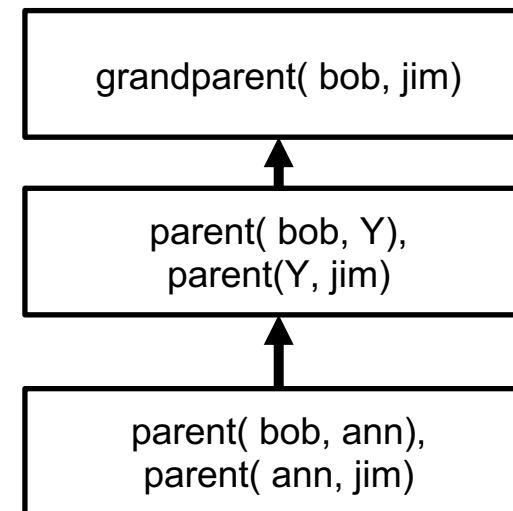 grandparent( bob, jim)
parent( bob, Y),
parent(Y, jim)
parent( bob, ann),
parent( ann, jim)